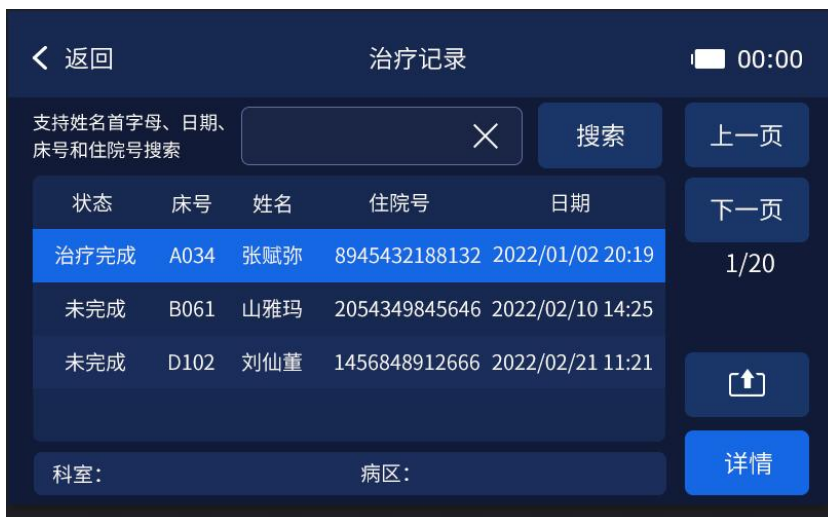 返回 治疗记录 00:00
支持姓名首字母、日期、
床号和住院号搜索
搜索 上一页
状态 床号 姓名 住院号 日期 下一页
治疗完成 A034 张赋弥 8945432188132 2022/01/02 20:19 1/20
未完成 B061 山雅玛 2054349845646 2022/02/10 14:25
未完成 D102 刘仙董 1456848912666 2022/02/21 11:21
科室： 病区： 详情